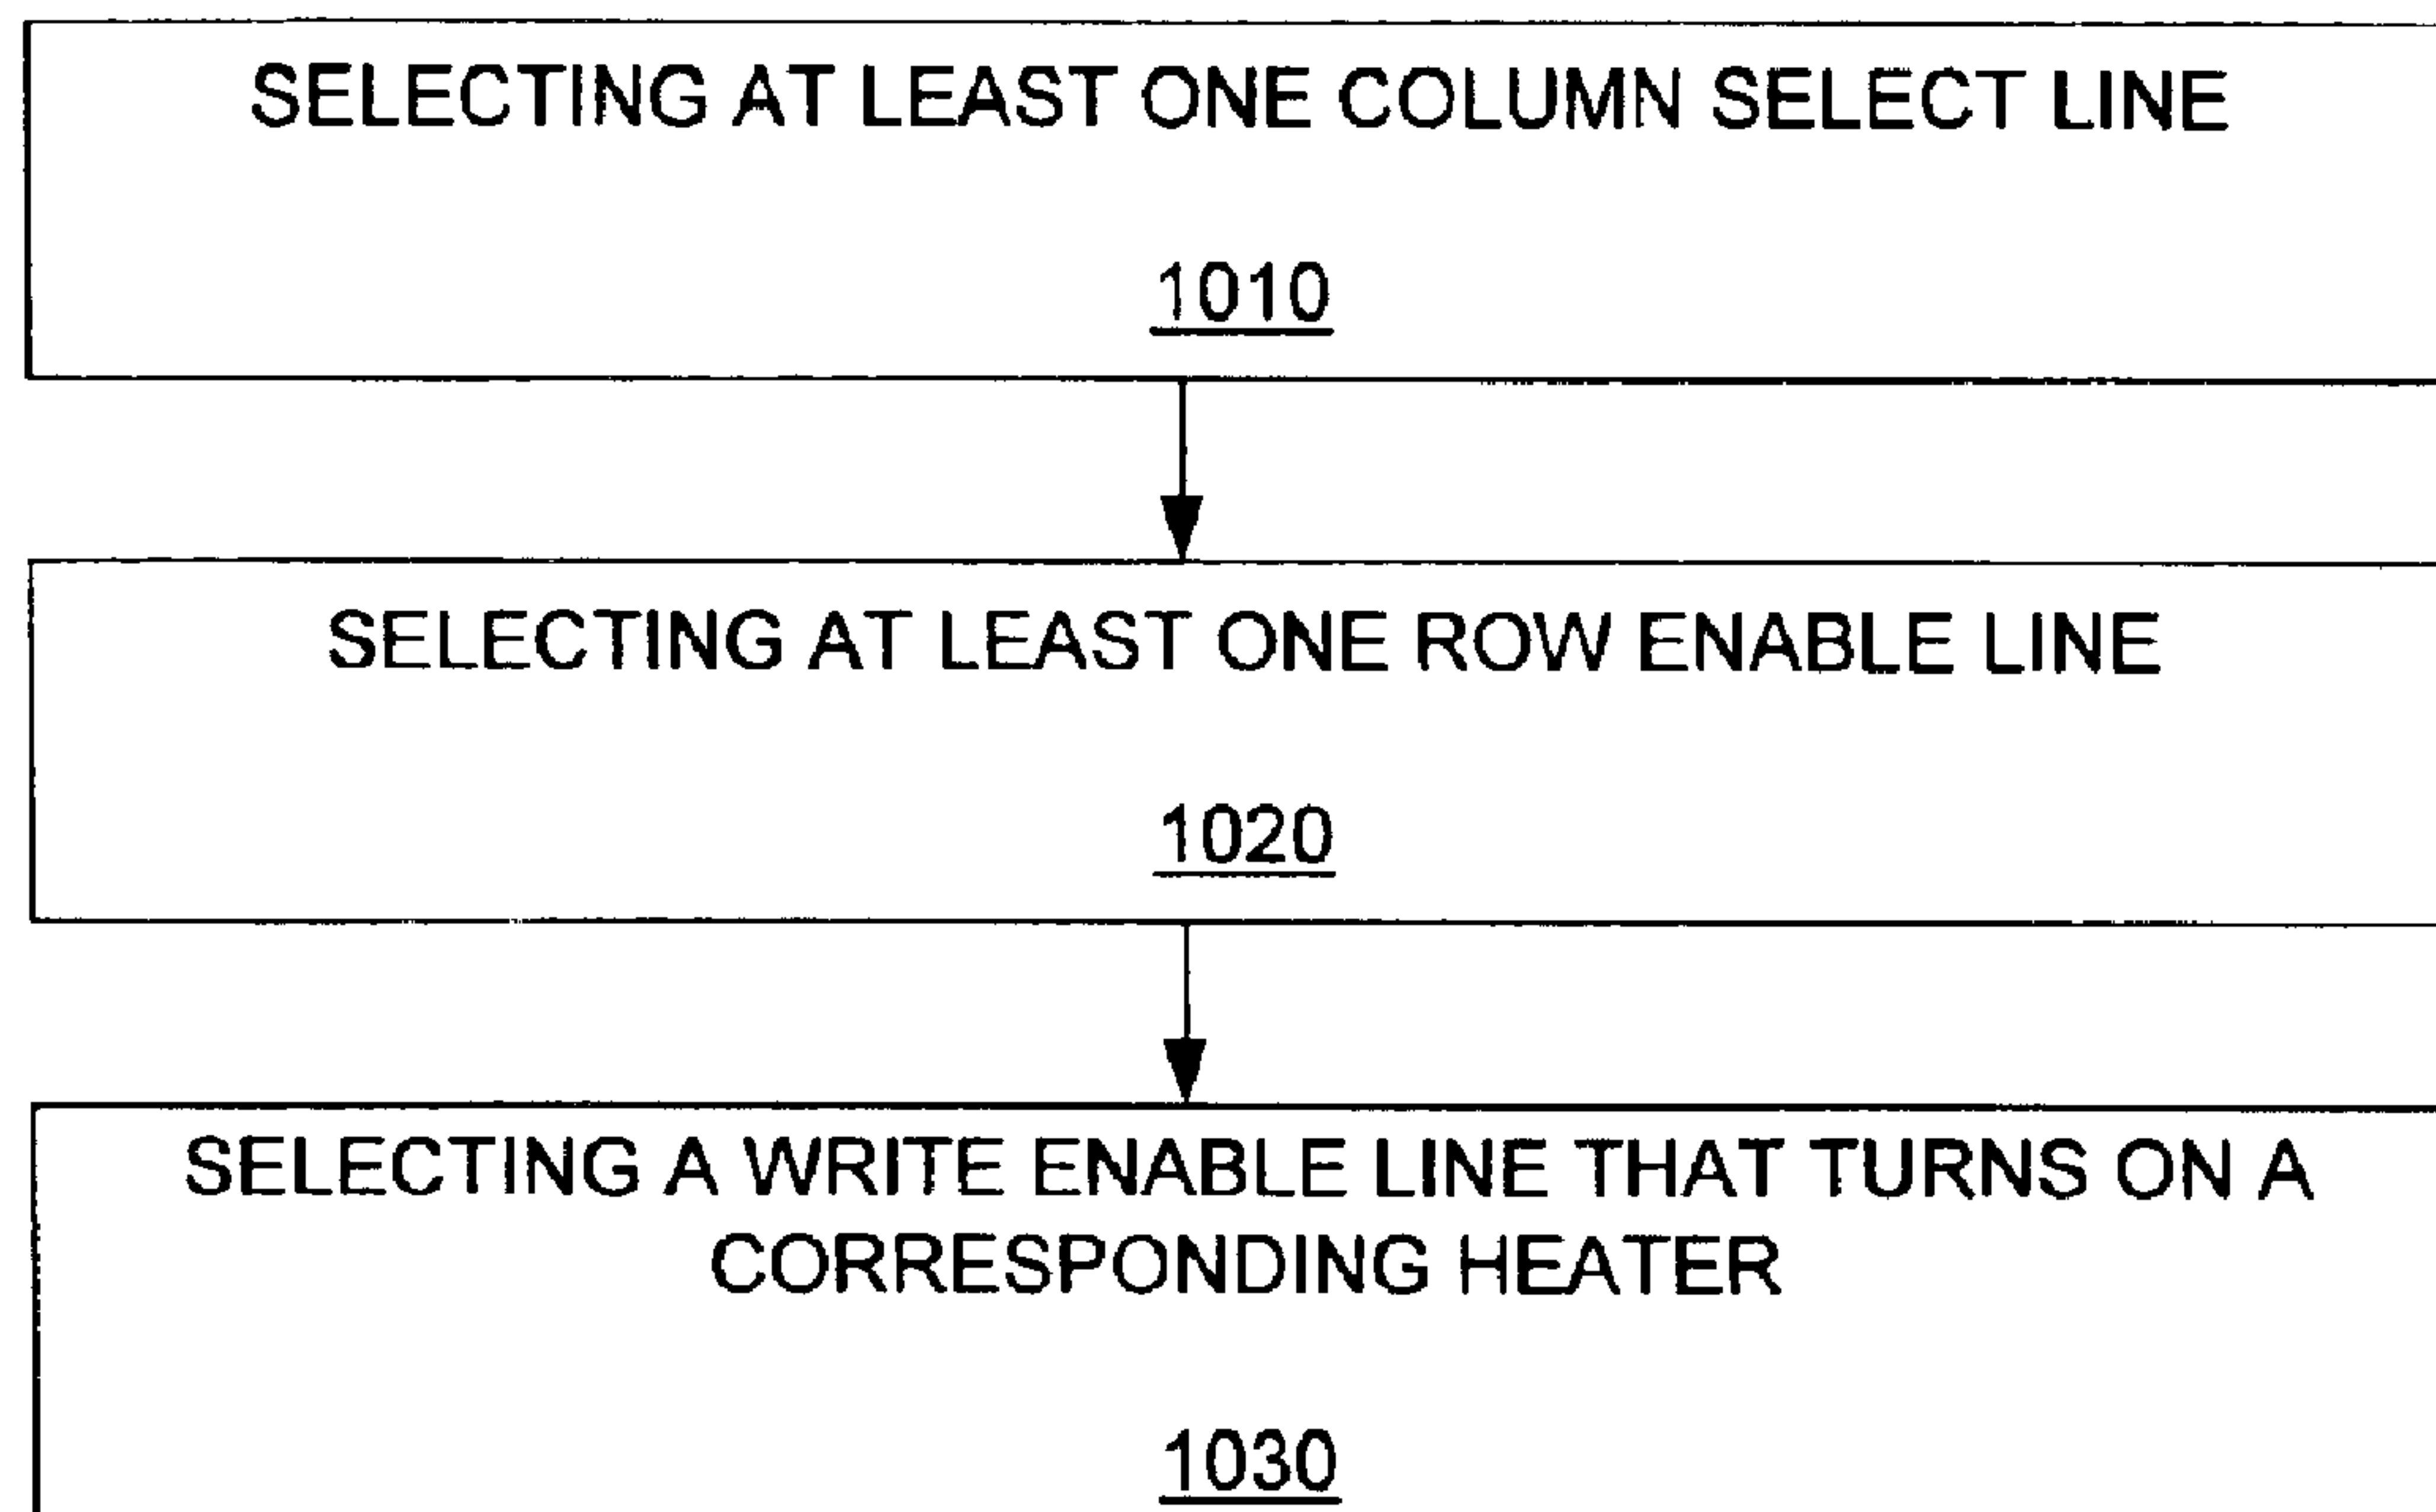 SELECTING AT LEAST ONE COLUMN SELECT LINE
1010
SELECTING AT LEAST ONE ROW ENABLE LINE
1020
SELECTING A WRITE ENABLE LINE THAT TURNS ON A
CORRESPONDING HEATER
1030